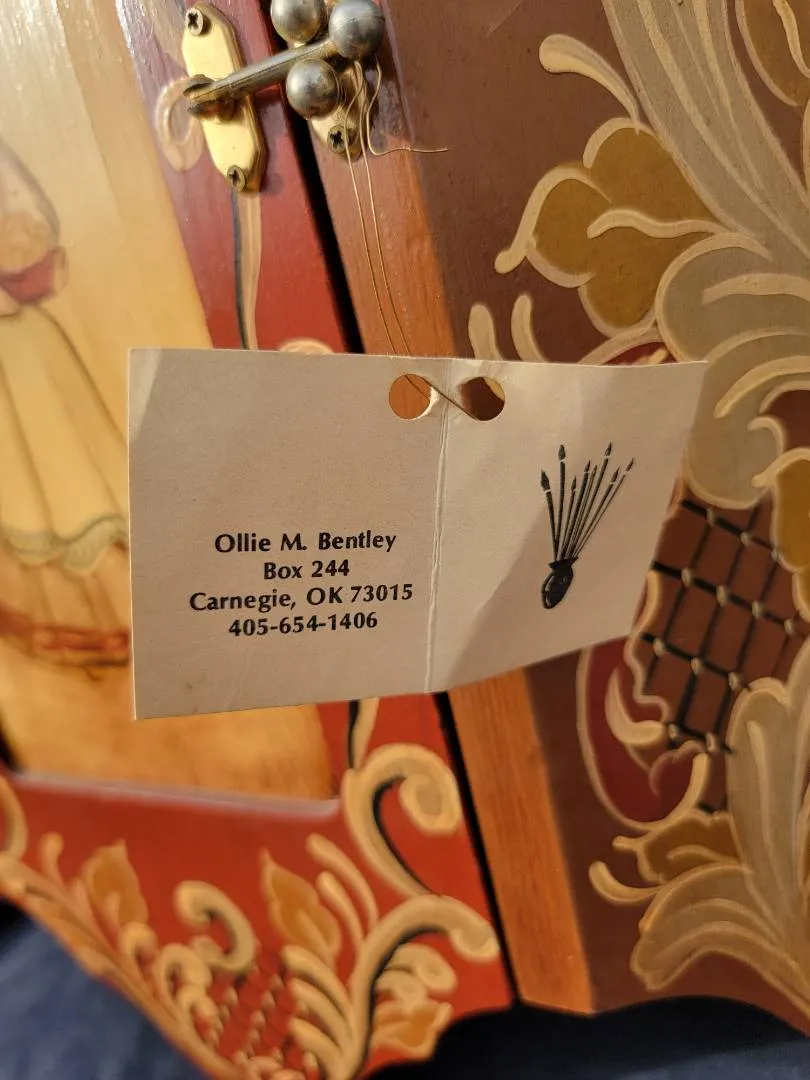 Ollie M. Bentley
Box 244
Carnegie, OK 73015
405-654-1406